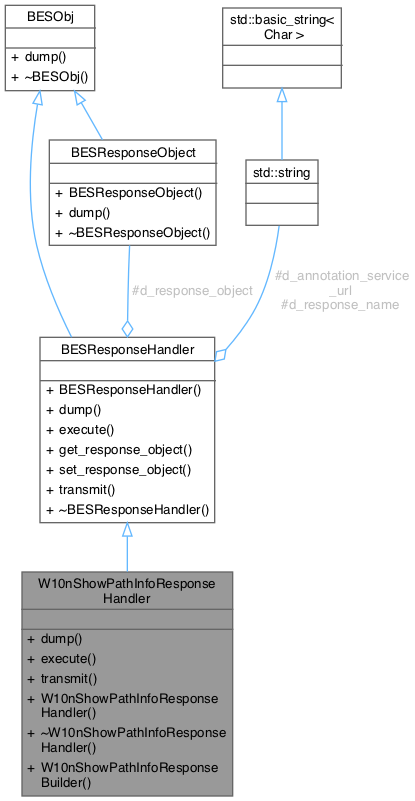 BESObj
+ dump()
+ ~BESObj()
std::basic_string<
Char >
BESResponseObject
+ BESResponseObject()
+ dump()
+ ~BESResponseObject()
std::string
#d_response_object
#d_annotation_service
_url
#d_response_name
BESResponseHandler
+ BESResponseHandler()
+ dump()
+ execute()
+ get_response_object()
+ set_response_object()
+ transmit()
+ ~BESResponseHandler()
W10nShowPathInfoResponse
Handler
+ dump()
+ execute()
+ transmit()
+ W10nShowPathInfoResponse
Handler()
+ ~W10nShowPathInfoResponse
Handler()
+ W10nShowPathInfoResponse
Builder()